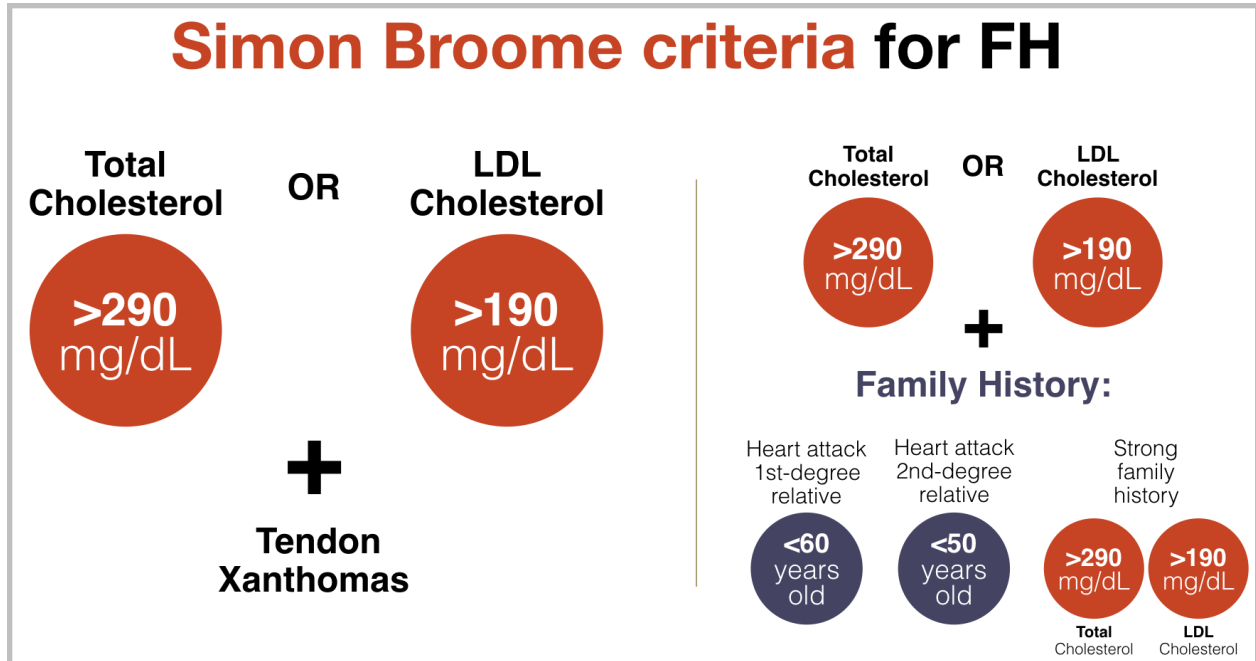 Simon Broome criteria for FH
Total
Cholesterol
OR
LDL
Cholesterol
>290
mg/dL
>190
mg/dL
+
Tendon
Xanthomas
Total
Cholesterol
OR
LDL
Cholesterol
>290
mg/dL
>190
mg/dL
+
Family History:
Heart attack
1st-degree
relative
<60
years
old
Heart attack
2nd-degree
relative
<50
years
old
Strong
family
history
>290
mg/dL
Total
Cholesterol
>190
mg/dL
LDL
Cholesterol